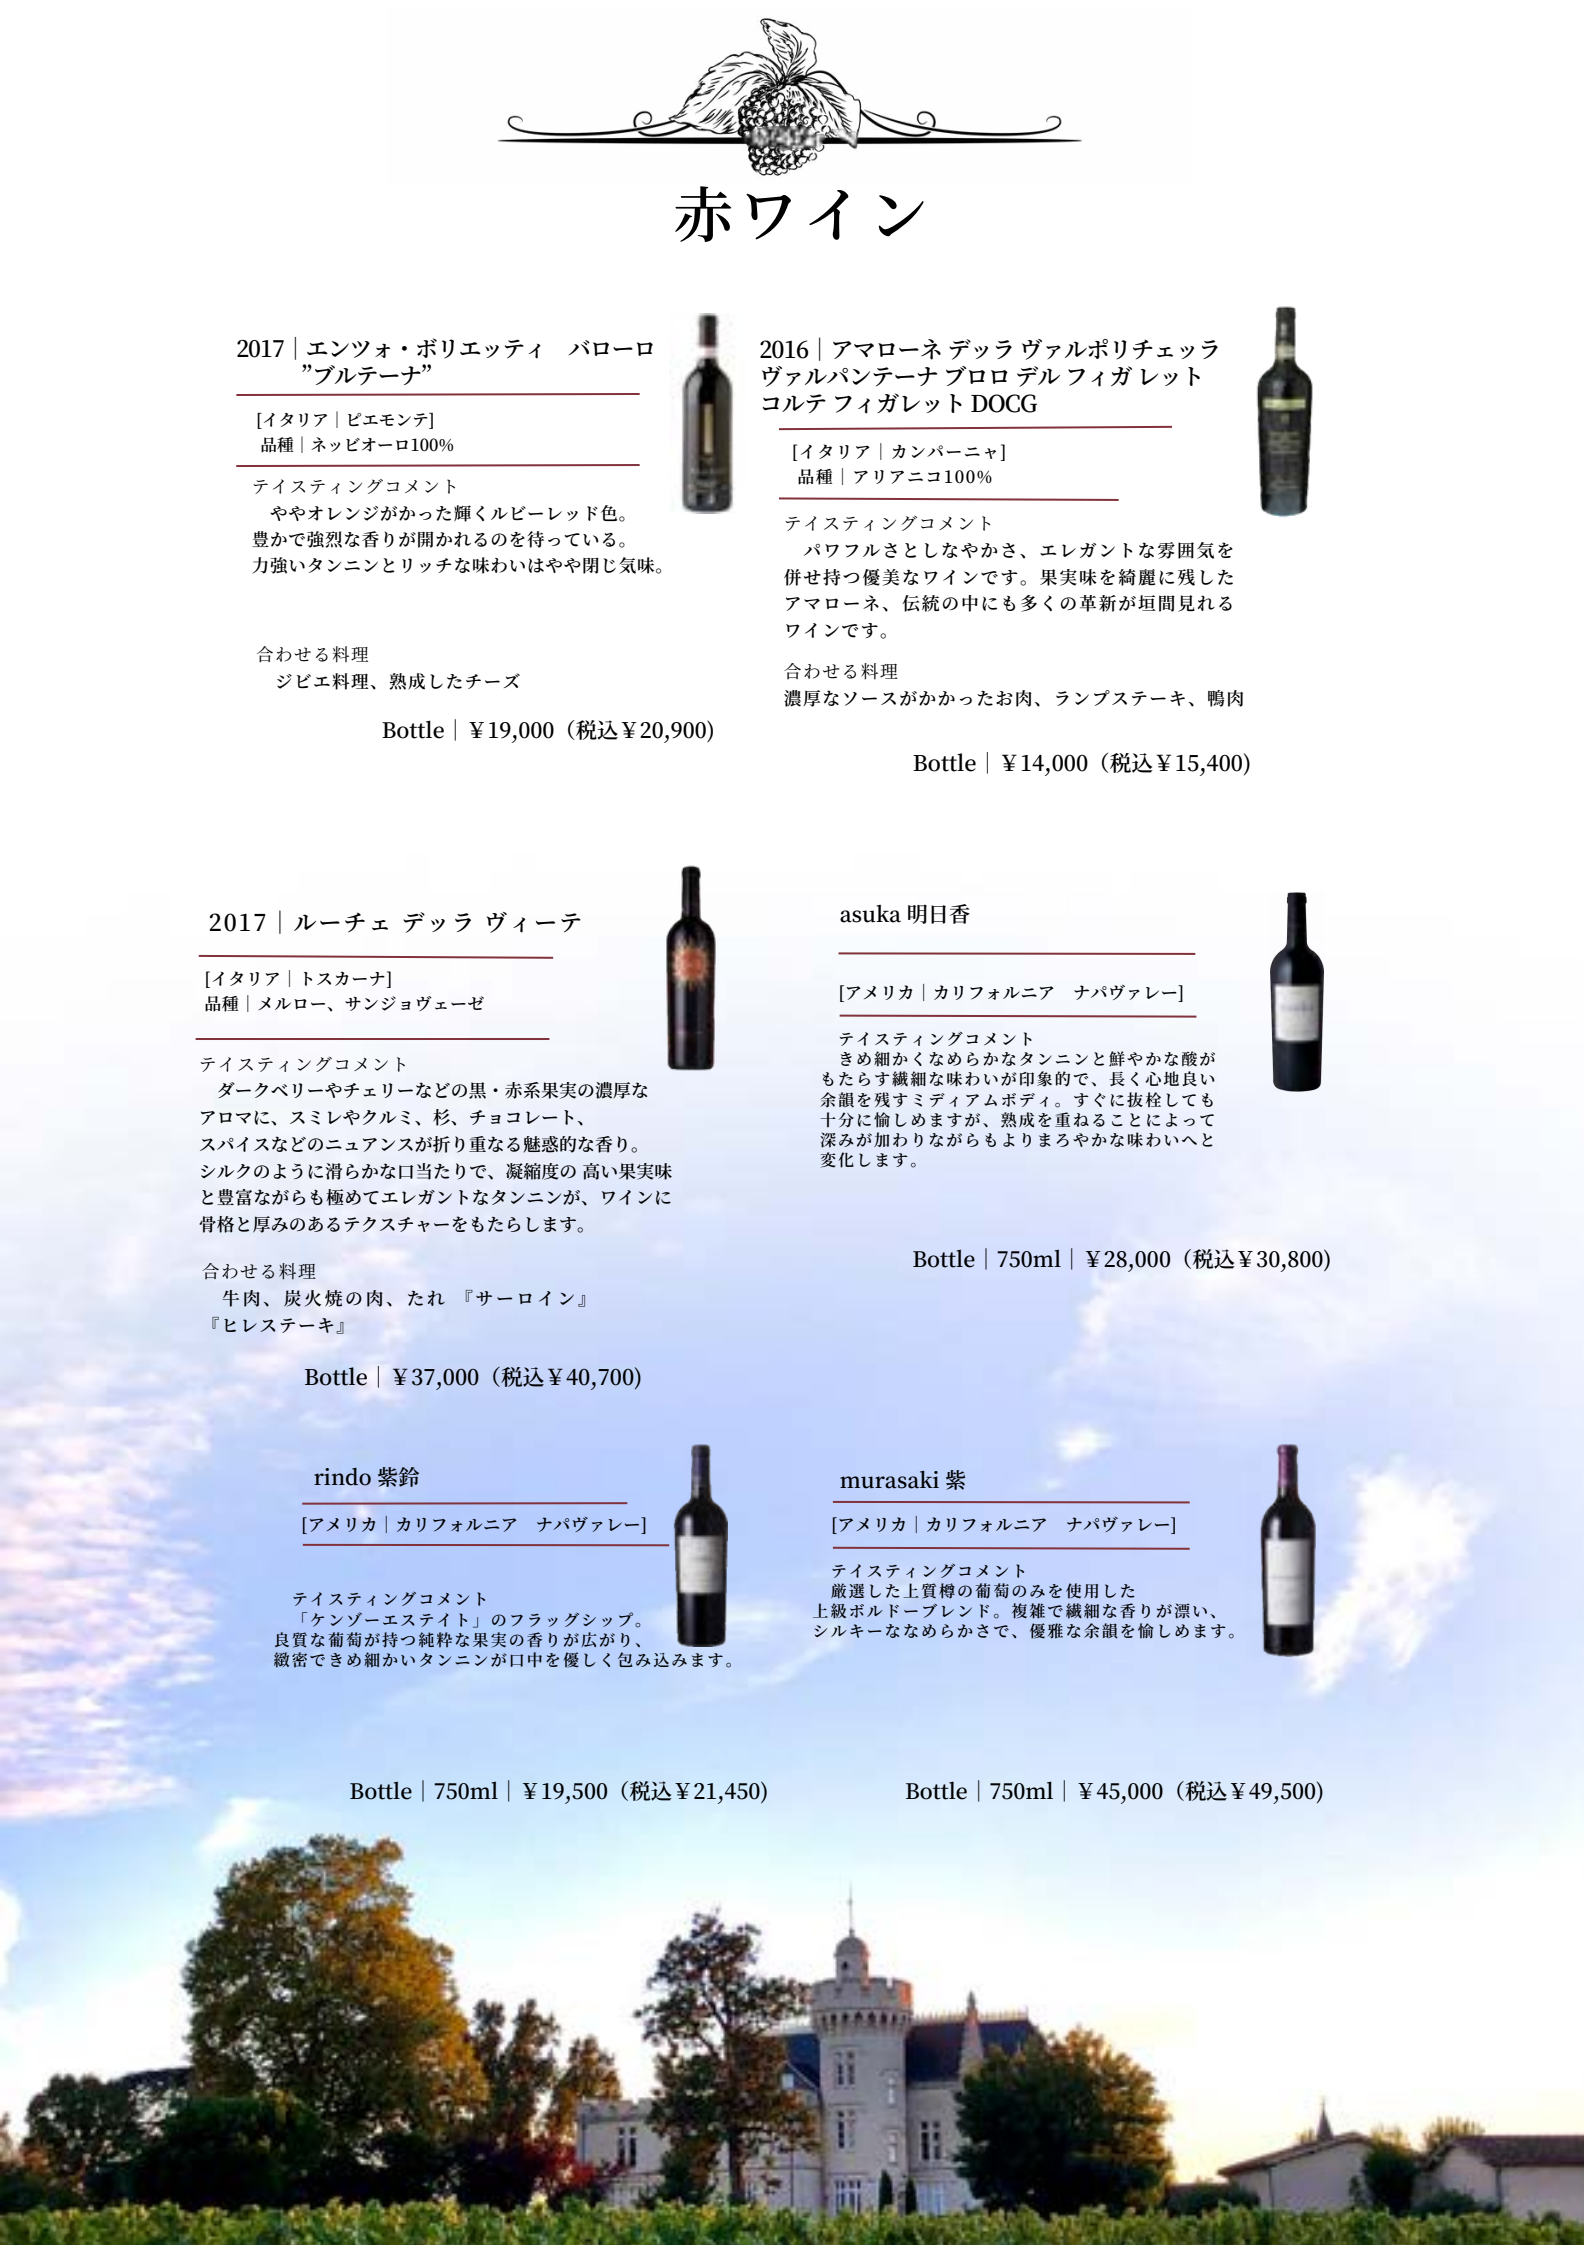 赤ワイン
2017｜エンツォ・ボリエッティ　バローロ
”ブルテーナ”
[イタリア｜ピエモンテ]
品種｜ネッビオーロ100%
テイスティングコメント
ややオレンジがかった輝くルビーレッド色。
豊かで強烈な香りが開かれるのを待っている。
力強いタンニンとリッチな味わいはやや閉じ気味。
合わせる料理
ジビエ料理、熟成したチーズ
Bottle｜￥19,000（税込￥20,900)
2016｜アマローネ デッラ ヴァルポリチェッラ
ヴァルパンテーナ ブロロ デル フィガ レット
コルテ フィガレット DOCG
[イタリア｜カンパーニャ]
品種｜アリアニコ100%
テイスティングコメント
パワフルさとしなやかさ、エレガントな雰囲気を
併せ持つ優美なワインです。果実味を綺麗に残した
アマローネ、伝統の中にも多くの革新が垣間見れる
ワインです。
合わせる料理
濃厚なソースがかかったお肉、ランプステーキ、鴨肉
Bottle｜￥14,000（税込￥15,400)
2017｜ルーチェ デッラ ヴィーテ
[イタリア｜トスカーナ]
品種｜メルロー、サンジョヴェーゼ
テイスティングコメント
ダークベリーやチェリーなどの黒・赤系果実の濃厚な
アロマに、スミレやクルミ、杉、チョコレート、
スパイスなどのニュアンスが折り重なる魅惑的な香り。
シルクのように滑らかな口当たりで、凝縮度の 高い果実味
と豊富ながらも極めてエレガントなタンニンが、ワインに
骨格と厚みのあるテクスチャーをもたらします。
合わせる料理
牛肉、炭火焼の肉、たれ 『サーロイン』
『ヒレステーキ』
Bottle｜￥37,000（税込￥40,700)
asuka 明日香
[アメリカ｜カリフォルニア　ナパヴァレー]
テイスティングコメント
きめ細かくなめらかなタンニンと鮮やかな酸が
もたらす繊細な味わいが印象的で、長く心地良い
余韻を残すミディアムボディ。すぐに抜栓しても
十分に愉しめますが、熟成を重ねることによって
深みが加わりながらもよりまろやかな味わいへと
変化します。
Bottle｜750ml｜￥28,000（税込￥30,800)
rindo 紫鈴
[アメリカ｜カリフォルニア　ナパヴァレー]
テイスティングコメント
「ケンゾーエステイト」のフラッグシップ。
良質な葡萄が持つ純粋な果実の香りが広がり、
緻密できめ細かいタンニンが口中を優しく包み込みます。
Bottle｜750ml｜￥19,500（税込￥21,450)
murasaki 紫
[アメリカ｜カリフォルニア　ナパヴァレー]
テイスティングコメント
厳選した上質樽の葡萄のみを使用した
上級ボルドーブレンド。複雑で繊細な香りが漂い、
シルキーななめらかさで、優雅な余韻を愉しめます。
Bottle｜750ml｜￥45,000（税込￥49,500)